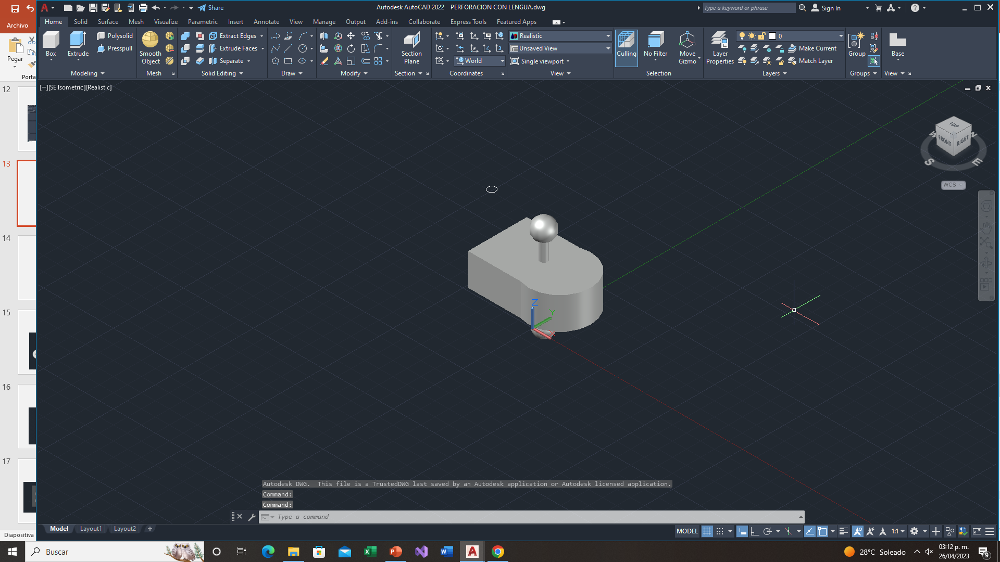 Autodesk AutoCAD 2022 PERFORACION CON LENGUA.dwg
Share
Type a keyword or phrase
Sign In
Archivo
Home Solid Surface Mesh Visualize Parametric Insert Annotate View Manage Output Add-ins Collaborate Express Tools Featured Apps
Pegar
Porta
Box
Extrude
Polysolid
Presspull
Modeling
Smooth
Object
Mesh
Extract Edges
Extrude Faces
Separate
Solid Editing
Draw
Modify
Section
Plane
Section
World
Coordinates
Realistic
Unsaved View
Single viewport
View
Culling
No Filter
Move
Gizmo
Selection
Layer
Properties
0
Make Current
Match Layer
Layers
Group
Groups
Base
View
[−][SE Isometric][Realistic]
12
13
14
15
16
17
TOP
FRONT
RIGHT
W
N
S
E
WCS
Z
Y
X
Autodesk DWG. This file is a TrustedDWG last saved by an Autodesk application or Autodesk licensed application.
Command:
Command:
Type a command
Model Layout1 Layout2 +
MODEL
1:1
Diapositiva
Buscar
28°C Soleado
03:12 p. m.
26/04/2023
9